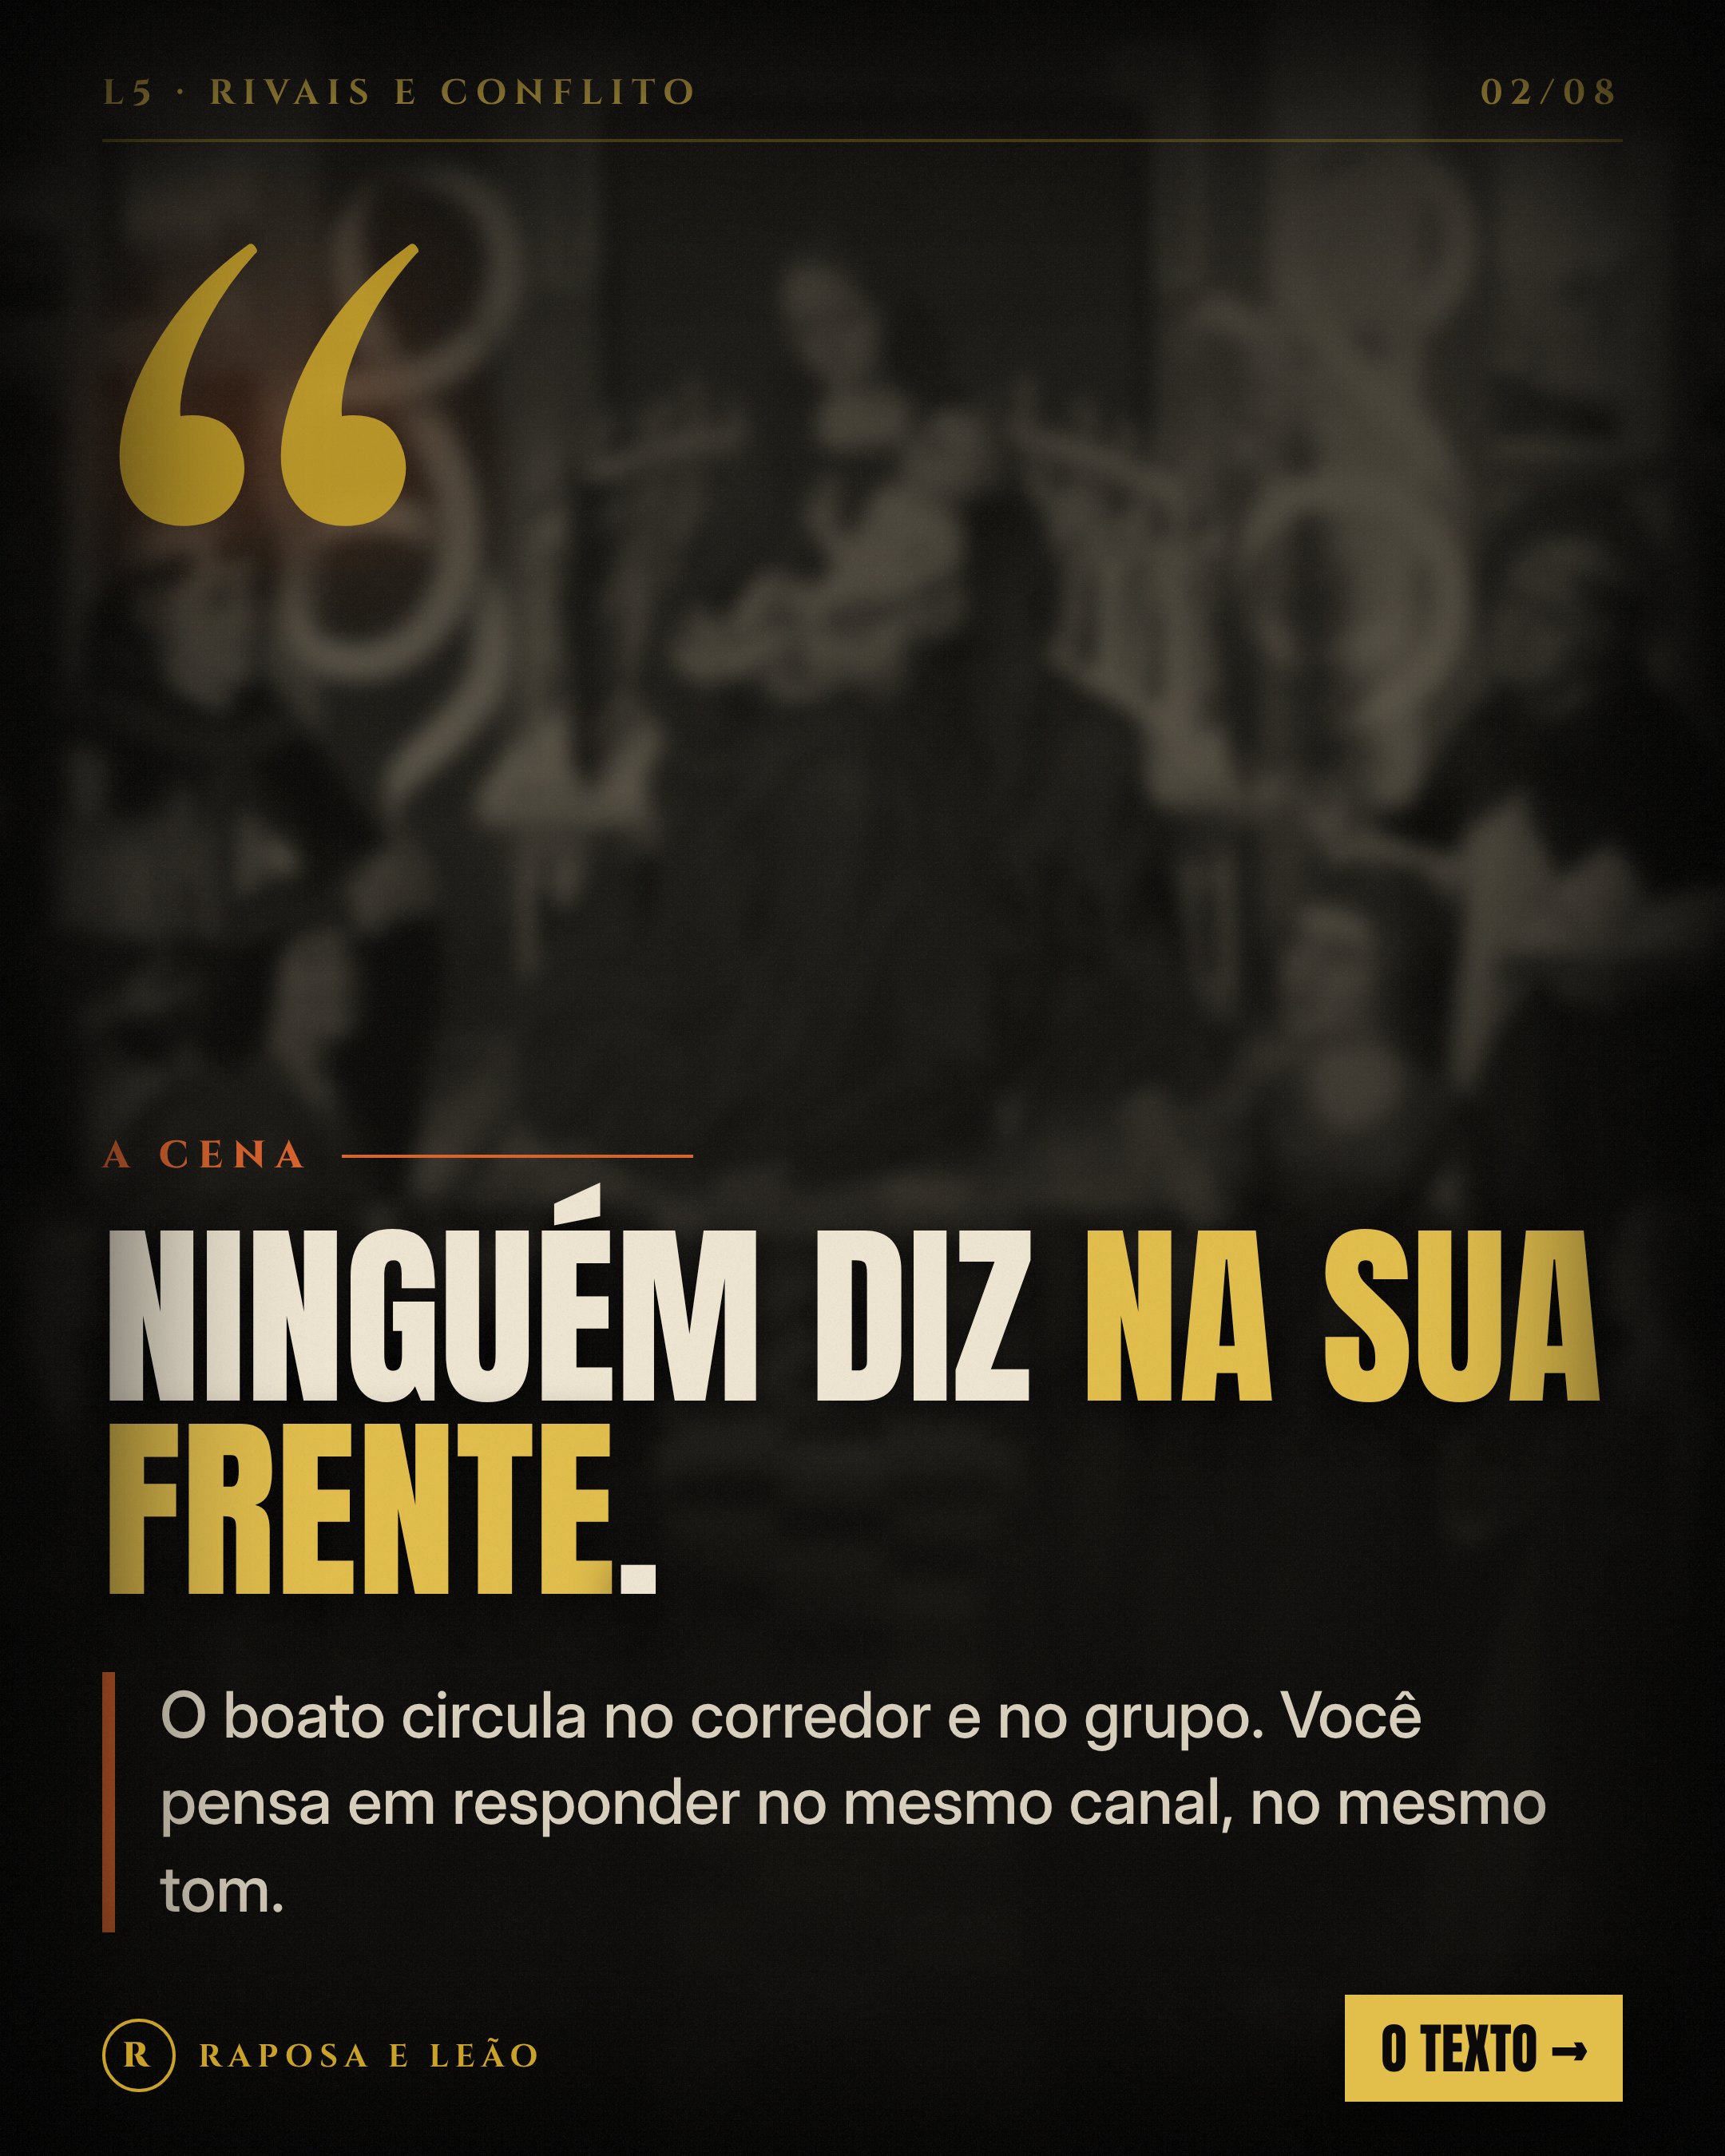 L5 · RIVAIS E CONFLITO
02/08
“
A CENA
NINGUÉM DIZ NA SUA
FRENTE.
O boato circula no corredor e no grupo. Você
pensa em responder no mesmo canal, no mesmo
tom.
R RAPOSA E LEÃO
O TEXTO →